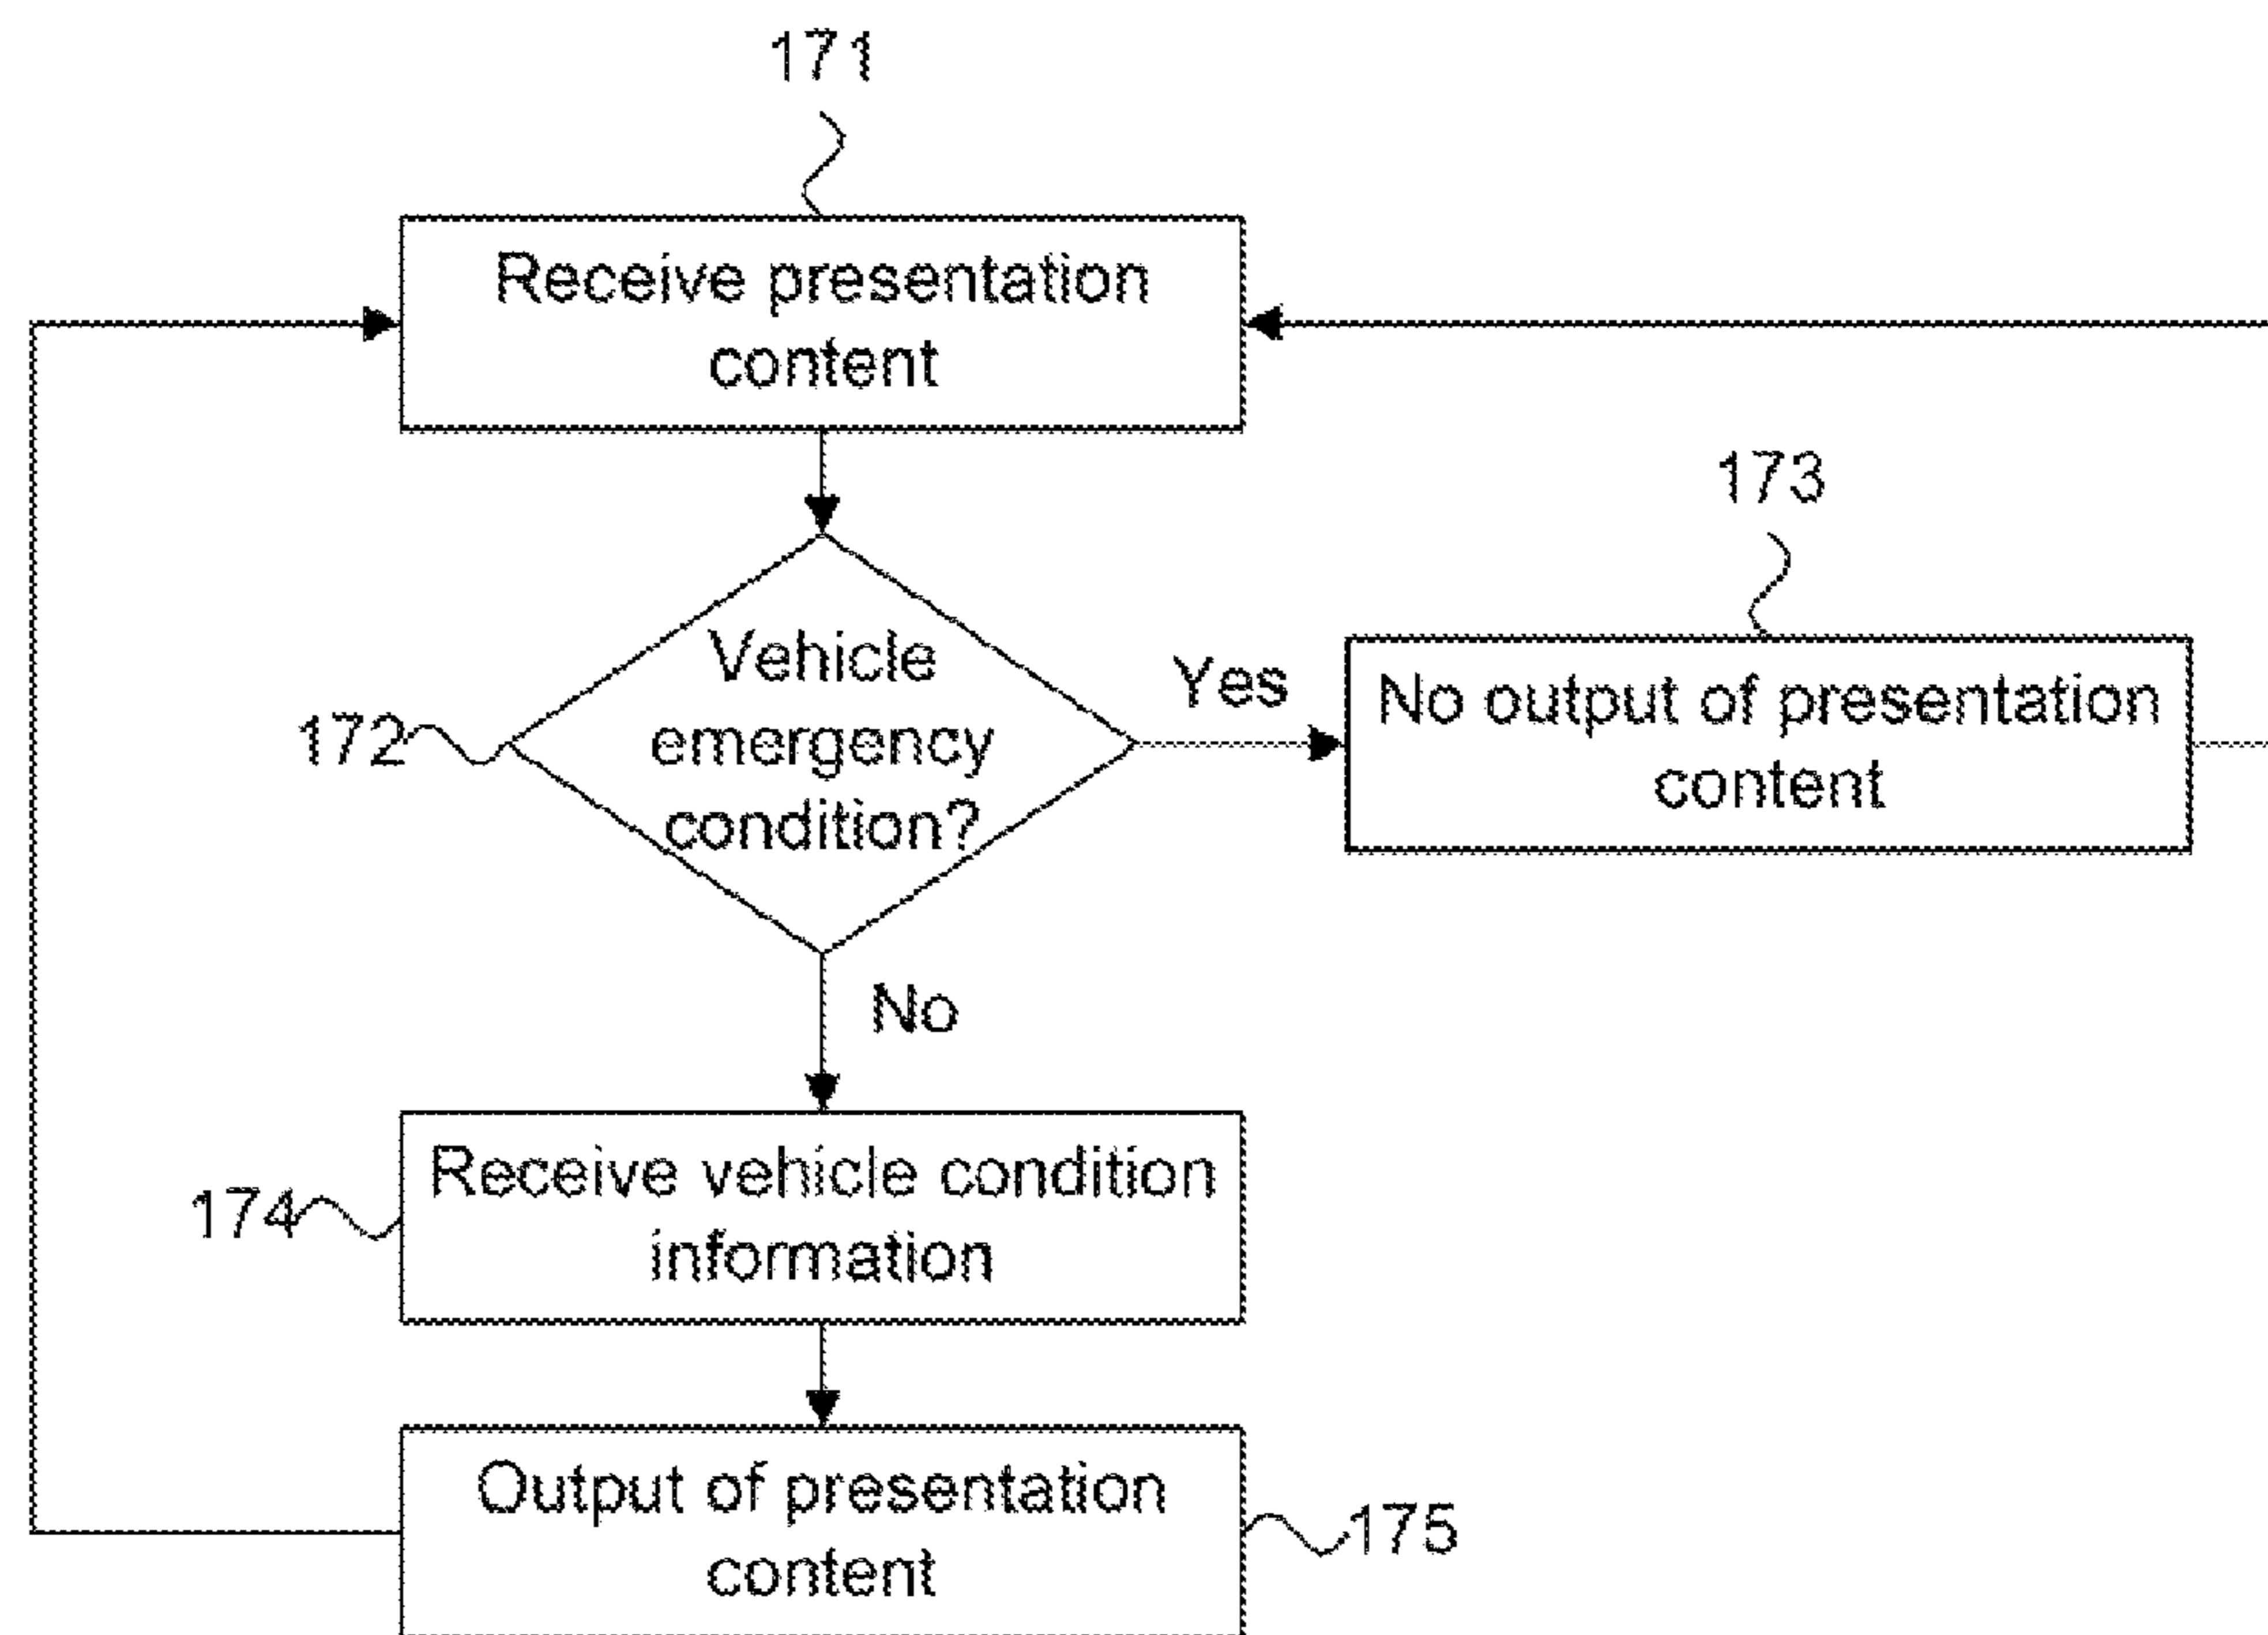 171
Receive presentation
content
173
Vehicle
emergency
condition?
172
Yes
No output of presentation
content
No
Receive vehicle condition
information
174
Output of presentation
content
175